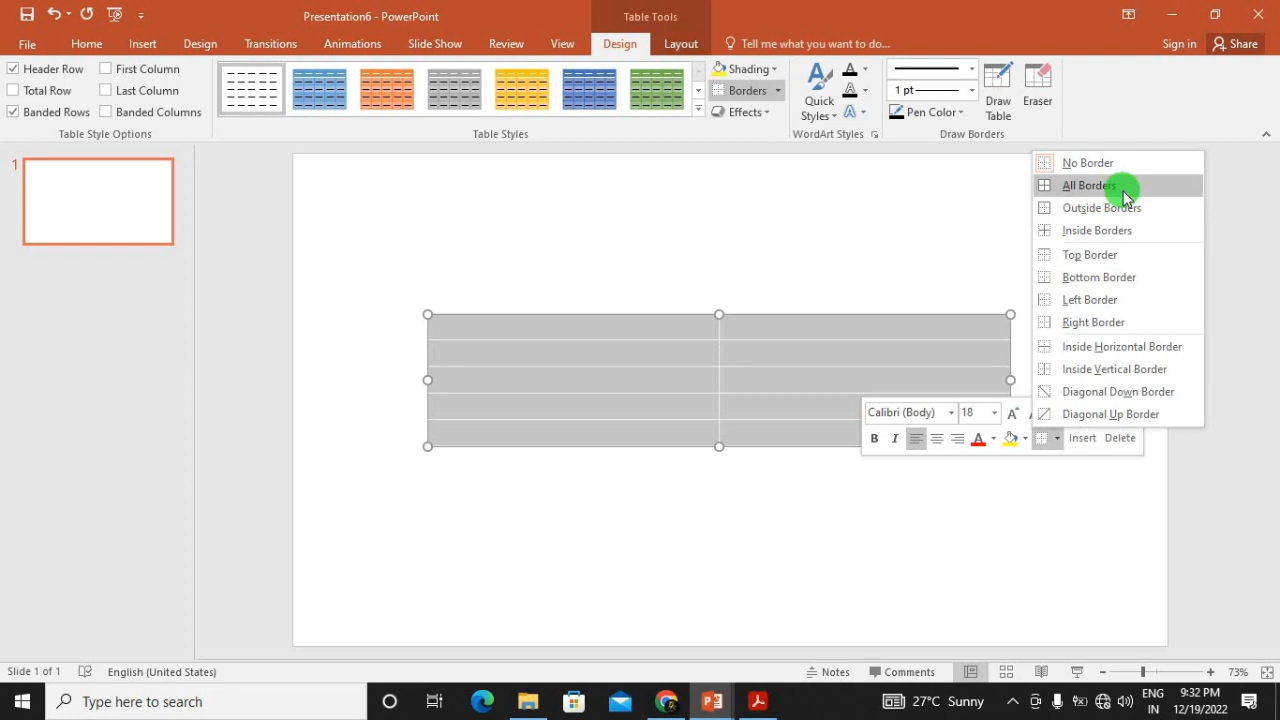 Presentation6 - PowerPoint
Table Tools
File Home Insert Design Transitions Animations Slide Show Review View Design Layout Tell me what you want to do... Sign in Share
Header Row First Column
Total Row Last Column
Banded Rows Banded Columns
Table Style Options
Table Styles
Shading
Borders
Effects
Quick
Styles
A
A
A
A
WordArt Styles
1 pt
Pen Color
Draw
Table
Eraser
Draw Borders
1
No Border
All Borders
Outside Borders
Inside Borders
Top Border
Bottom Border
Left Border
Right Border
Inside Horizontal Border
Inside Vertical Border
Diagonal Down Border
Diagonal Up Border
Calibri (Body) 18 A
B I A Insert Delete
Slide 1 of 1 English (United States) Notes Comments 73%
Type here to search
27°C Sunny
ENG
IN
9:32 PM
12/19/2022